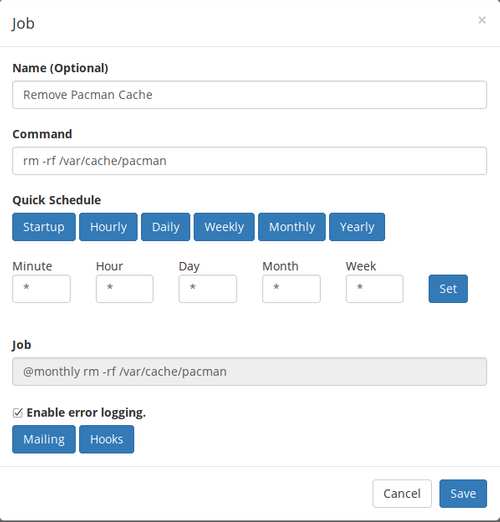 Job ×
Name (Optional)
Remove Pacman Cache
Command
rm -rf /var/cache/pacman
Quick Schedule
Startup Hourly Daily Weekly Monthly Yearly
Minute Hour Day Month Week
* * * * * Set
Job
@monthly rm -rf /var/cache/pacman
Enable error logging.
Mailing Hooks
Cancel Save